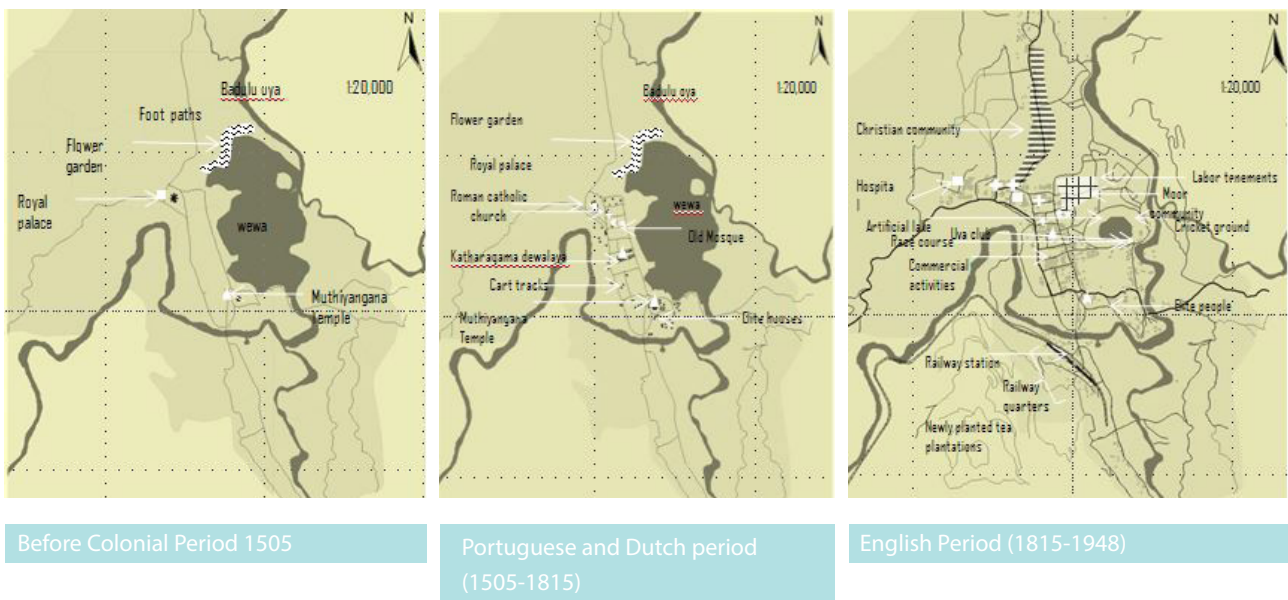 N
Badulu uya
1:20,000
Foot paths
Flower
garden
Royal
palace
wewa
Muthiyangana
Temple
Before Colonial Period 1505
N
Badulu oya
1:20,000
Flower garden
Royal palace
Roman catholic
church
wewa
Old Mosque
Katharagama dewalaya
Cart tracks
Muthiyangana
Temple
Elite houses
Portuguese and Dutch period
(1505-1815)
N
1:20,000
Christian community
Hospita
l
Labor tenements
Moor
community
Artificial lake
Uva club
Cricket ground
Race course
Commercial
activities
Elite people
Railway station
Railway
quarters
Newly planted tea
plantations
English Period (1815-1948)